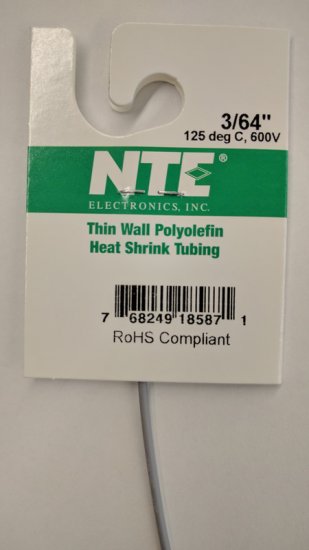 3/64"
125 deg C, 600V
NTE®
ELECTRONICS, INC.
Thin Wall Polyolefin
Heat Shrink Tubing
7 68249 18587 1
RoHS Compliant